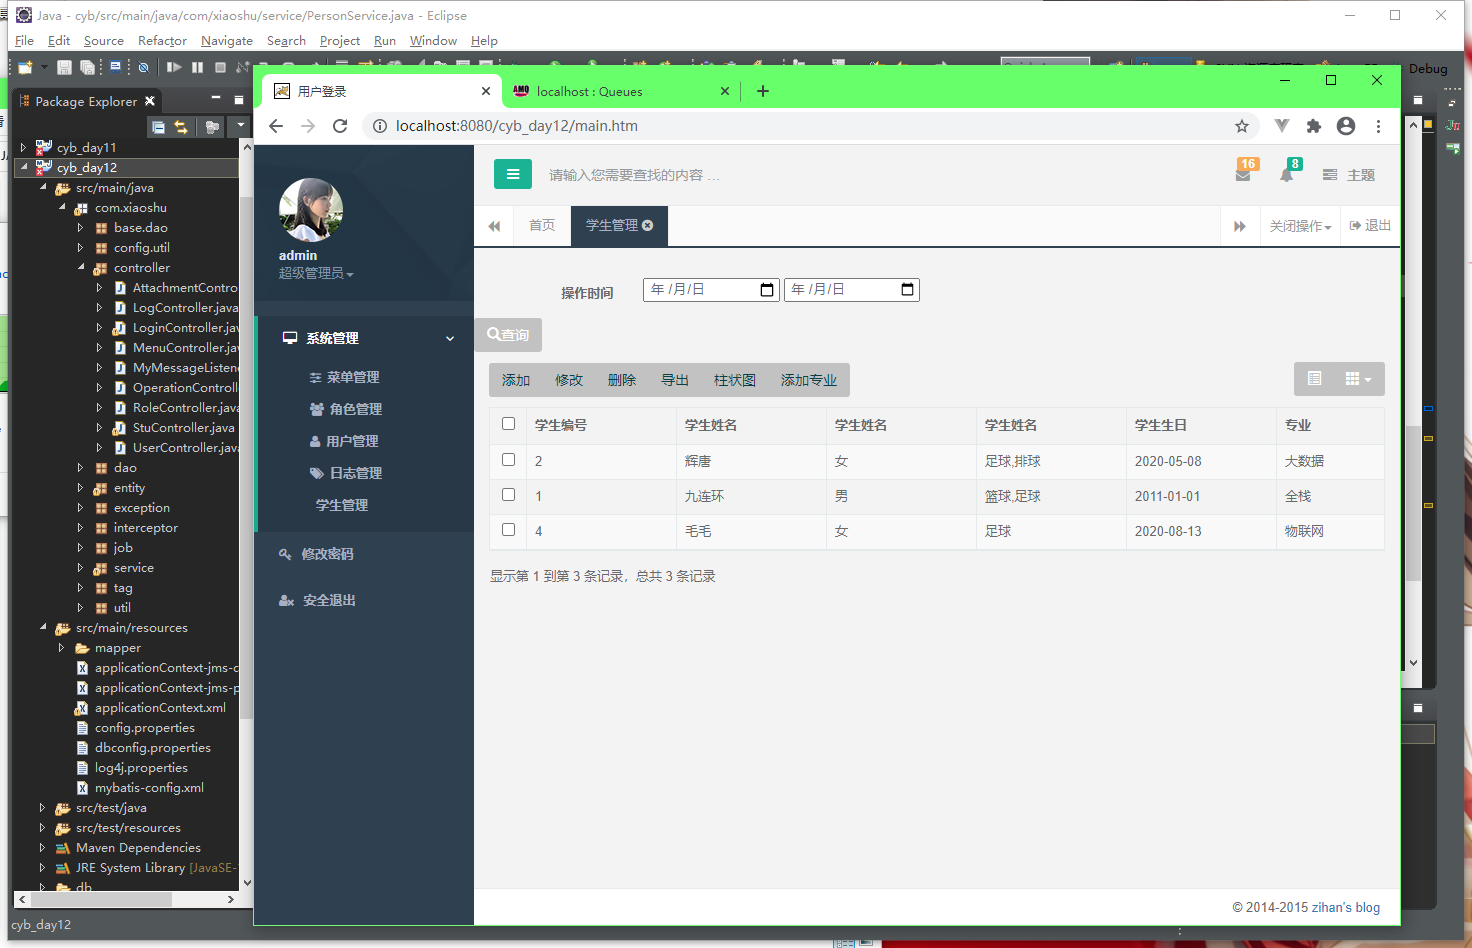 Java - cyb/src/main/java/com/xiaoshu/service/PersonService.java - Eclipse
File Edit Source Refactor Navigate Search Project Run Window Help
Debug
Package Explorer
cyb_day11
cyb_day12
src/main/java
com.xiaoshu
base.dao
config.util
controller
AttachmentContro
LogController.java
LoginController.jav
MenuController.jav
MyMessageListene
OperationControll
RoleController.java
StuController.java
UserController.java
dao
entity
exception
interceptor
job
service
tag
util
src/main/resources
mapper
applicationContext-jms-c
applicationContext-jms-p
applicationContext.xml
config.properties
dbconfig.properties
log4j.properties
mybatis-config.xml
src/test/java
src/test/resources
Maven Dependencies
JRE System Library [JavaSE-
db
cyb_day12
用户登录
localhost : Queues
localhost:8080/cyb_day12/main.htm
admin
超级管理员
系统管理
菜单管理
角色管理
用户管理
日志管理
学生管理
修改密码
安全退出
请输入您需要查找的内容 …
16
8
主题
首页
学生管理
关闭操作
退出
操作时间
年 /月/日
年 /月/日
查询
添加 修改 删除 导出 柱状图 添加专业
学生编号 学生姓名 学生姓名 学生姓名 学生生日 专业
2 辉唐 女 足球,排球 2020-05-08 大数据
1 九连环 男 篮球,足球 2011-01-01 全栈
4 毛毛 女 足球 2020-08-13 物联网
显示第 1 到第 3 条记录，总共 3 条记录
© 2014-2015 zihan's blog